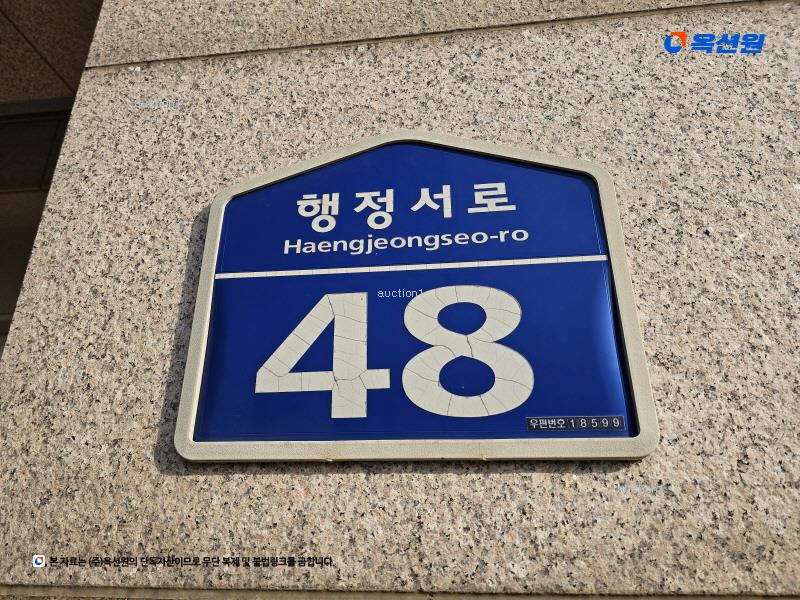 옥션원
행정서로
Haengjeongseo-ro
48
auction1
우편번호 18599
본 자료는 (주)옥션원의 단독자산이므로 무단 복제 및 불법링크를 금합니다.